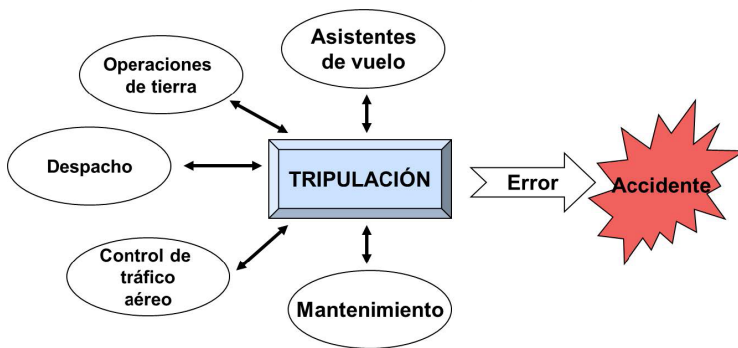 Asistentes
de vuelo
Operaciones
de tierra
Despacho
TRIPULACIÓN
Error
Accidente
Control de
tráfico
aéreo
Mantenimiento